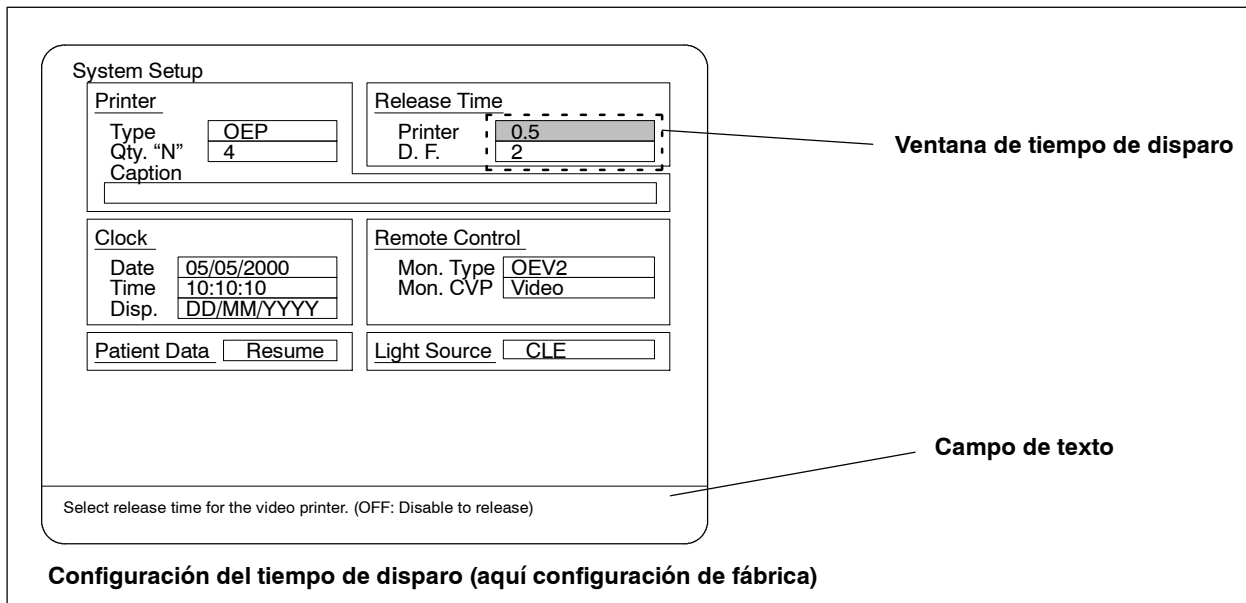 System Setup
Printer
Type OEP
Qty. “N” 4
Caption
Release Time
Printer 0.5
D. F. 2
Ventana de tiempo de disparo
Clock
Date 05/05/2000
Time 10:10:10
Disp. DD/MM/YYYY
Remote Control
Mon. Type OEV2
Mon. CVP Video
Patient Data Resume
Light Source CLE
Campo de texto
Select release time for the video printer. (OFF: Disable to release)
Configuración del tiempo de disparo (aquí configuración de fábrica)